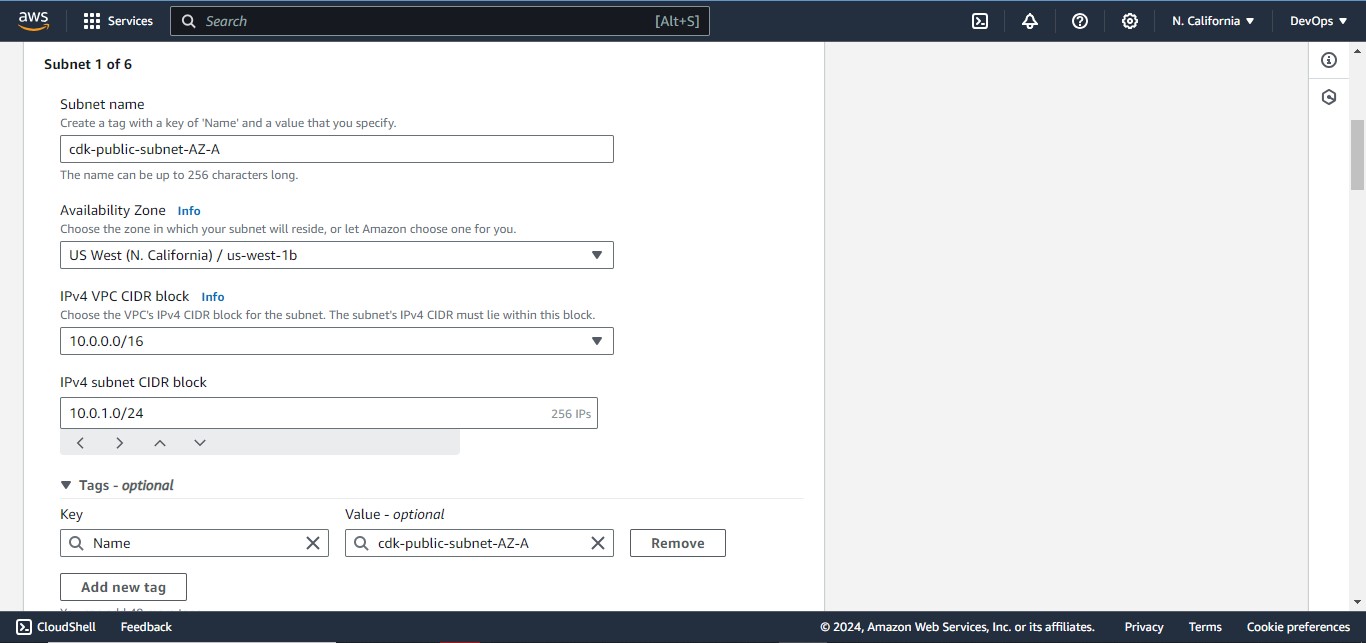 aws Services Search [Alt+S] N. California DevOps
Subnet 1 of 6
Subnet name
Create a tag with a key of 'Name' and a value that you specify.
cdk-public-subnet-AZ-A
The name can be up to 256 characters long.
Availability Zone Info
Choose the zone in which your subnet will reside, or let Amazon choose one for you.
US West (N. California) / us-west-1b
IPv4 VPC CIDR block Info
Choose the VPC's IPv4 CIDR block for the subnet. The subnet's IPv4 CIDR must lie within this block.
10.0.0.0/16
IPv4 subnet CIDR block
10.0.1.0/24 256 IPs
Tags - optional
Key Value - optional
Name cdk-public-subnet-AZ-A Remove
Add new tag
CloudShell Feedback © 2024, Amazon Web Services, Inc. or its affiliates. Privacy Terms Cookie preferences